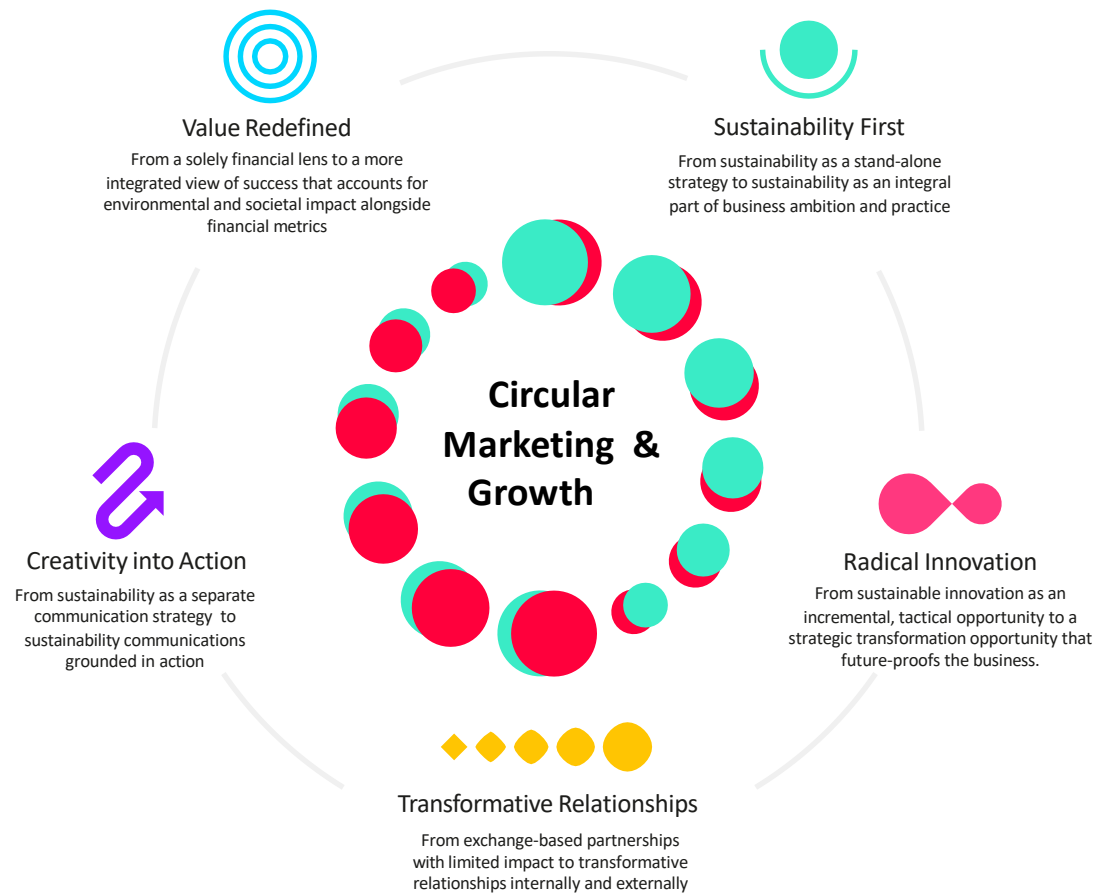 Value Redefined
From a solely financial lens to a more
integrated view of success that accounts for
environmental and societal impact alongside
financial metrics
Sustainability First
From sustainability as a stand-alone
strategy to sustainability as an integral
part of business ambition and practice
Circular
Marketing &
Growth
Creativity into Action
From sustainability as a separate
communication strategy to
sustainability communications
grounded in action
Radical Innovation
From sustainable innovation as an
incremental, tactical opportunity to a
strategic transformation opportunity that
future-proofs the business.
Transformative Relationships
From exchange-based partnerships
with limited impact to transformative
relationships internally and externally